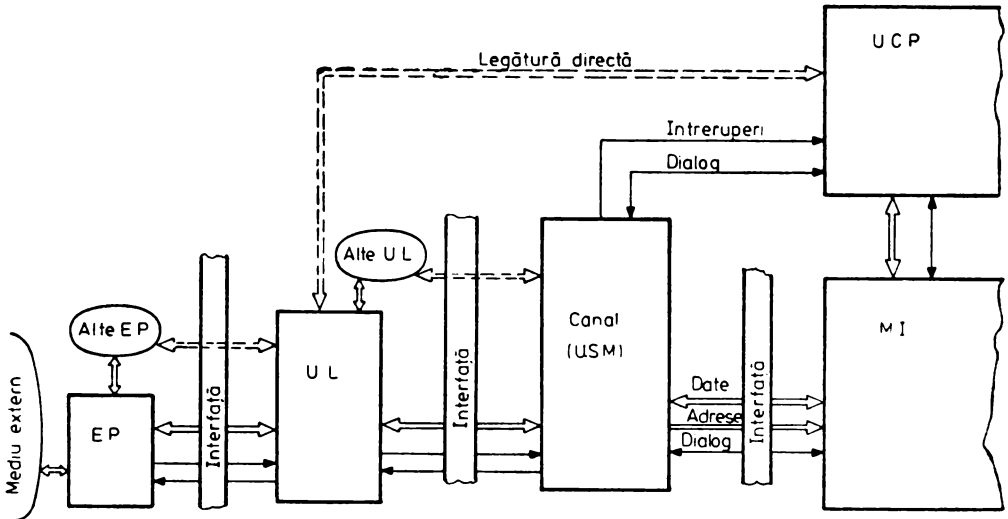 UCP
Legătură directă
Intreruperi
Dialog
Alte UL
Alte EP
Canal
(USM)
MI
UL
EP
Interfață
Interfață
Interfață
Date
Adrese
Dialog
Mediu extern